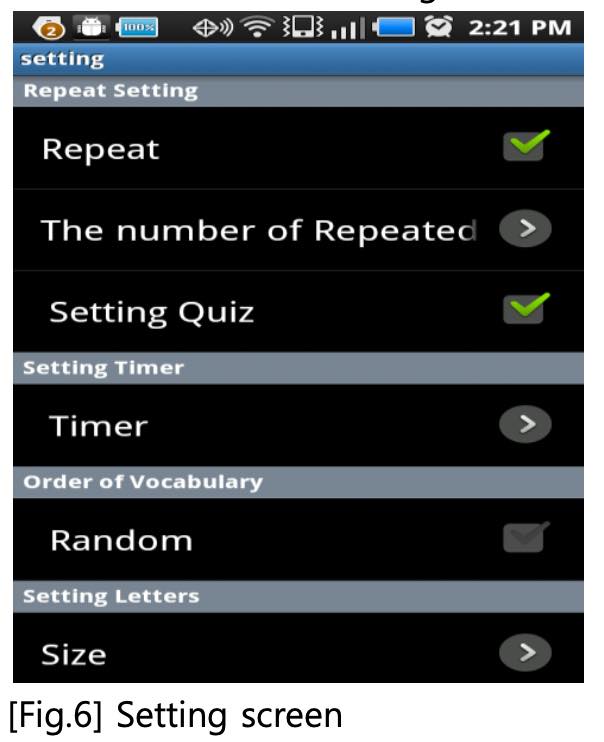 2
100%
2:21 PM
setting
Repeat Setting
Repeat
The number of Repeated
Setting Quiz
Setting Timer
Timer
Order of Vocabulary
Random
Setting Letters
Size
[Fig.6] Setting screen